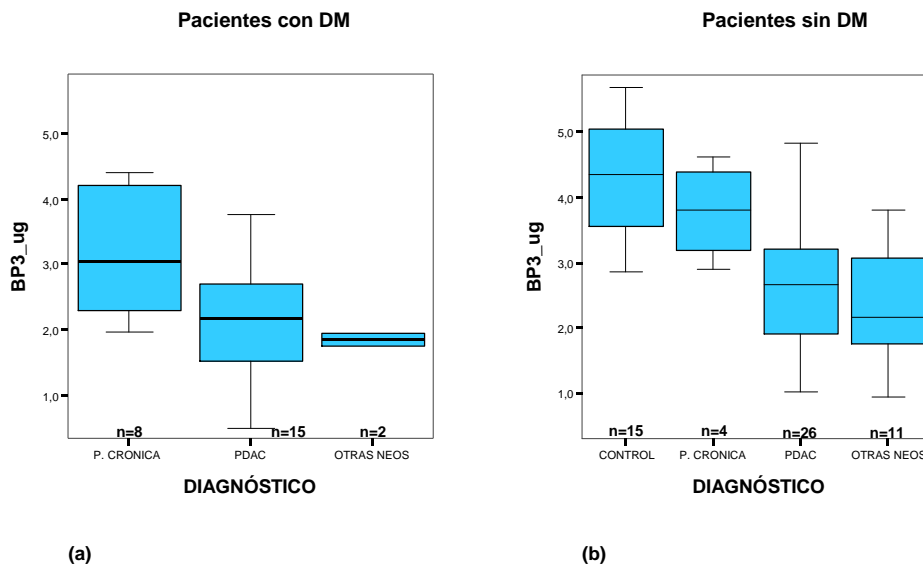 Pacientes con DM
BP3_ug
5,0
4,0
3,0
2,0
1,0
n=8
n=15
n=2
P. CRONICA
PDAC
OTRAS NEOS
DIAGNÓSTICO
(a)
Pacientes sin DM
BP3_ug
5,0
4,0
3,0
2,0
1,0
n=15
n=4
n=26
n=11
CONTROL
P. CRONICA
PDAC
OTRAS NEOS
DIAGNÓSTICO
(b)